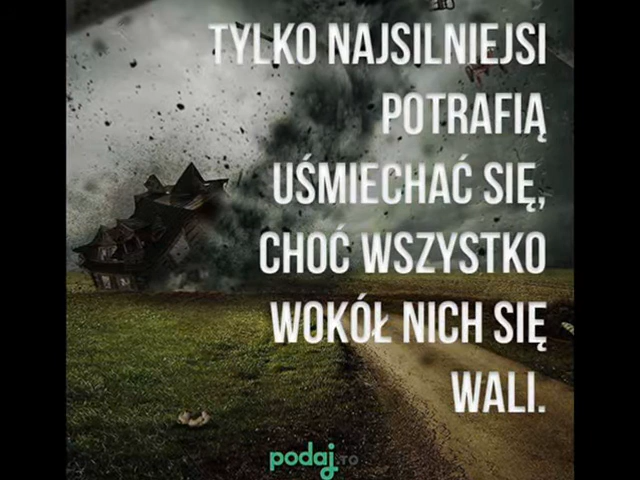 TYLKO NAJSILNIEJSI
POTRAFIĄ
UŚMIECHAĆ SIĘ,
CHOĆ WSZYSTKO
WOKÓŁ NICH SIĘ
WALI.
podaj.TO